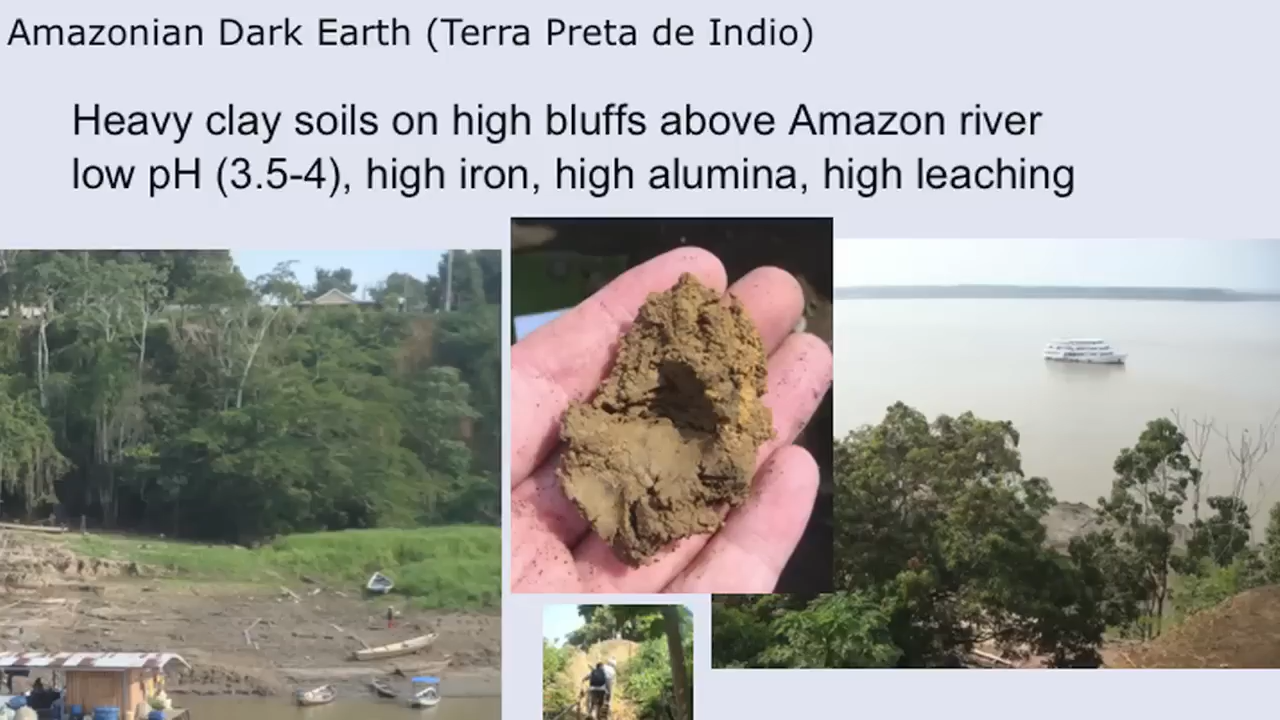 Amazonian Dark Earth (Terra Preta de Indio)
Heavy clay soils on high bluffs above Amazon river
low pH (3.5-4), high iron, high alumina, high leaching